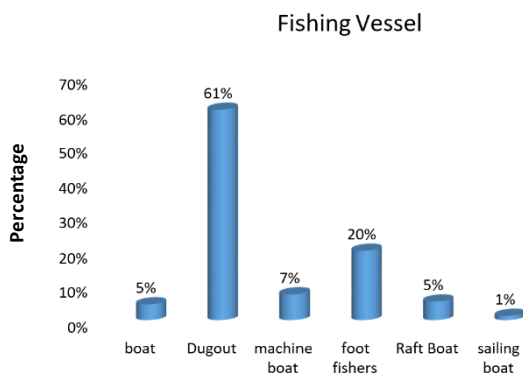 Fishing Vessel
Percentage
70%
60%
50%
40%
30%
20%
10%
0%
5%
61%
7%
20%
5%
1%
boat
Dugout
machine
boat
foot
fishers
Raft Boat
sailing
boat